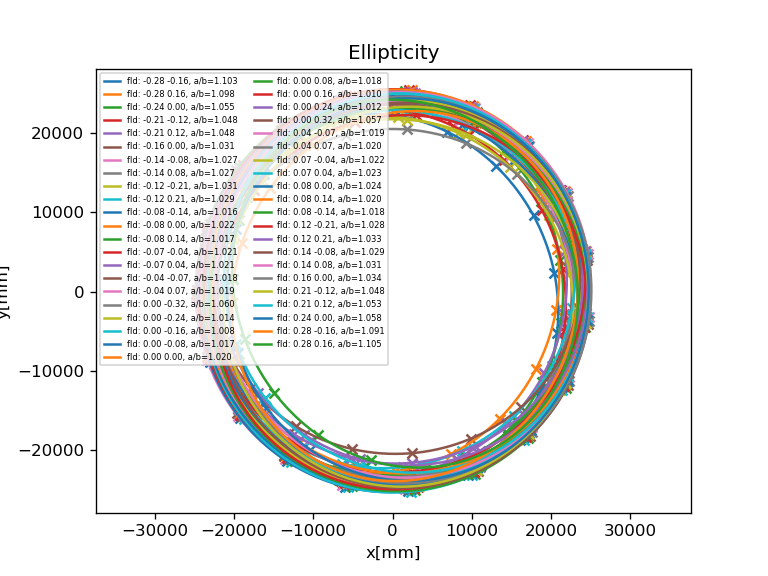 Ellipticity
fld: -0.28 -0.16, a/b=1.103
fld: -0.28 0.16, a/b=1.098
fld: -0.24 0.00, a/b=1.055
fld: -0.21 -0.12, a/b=1.048
fld: -0.21 0.12, a/b=1.048
fld: -0.16 0.00, a/b=1.031
fld: -0.14 -0.08, a/b=1.027
fld: -0.14 0.08, a/b=1.027
fld: -0.12 -0.21, a/b=1.031
fld: -0.12 0.21, a/b=1.029
fld: -0.08 -0.14, a/b=1.016
fld: -0.08 0.00, a/b=1.022
fld: -0.08 0.14, a/b=1.017
fld: -0.07 -0.04, a/b=1.021
fld: -0.07 0.04, a/b=1.021
fld: -0.04 -0.07, a/b=1.018
fld: -0.04 0.07, a/b=1.019
fld: 0.00 -0.32, a/b=1.060
fld: 0.00 -0.24, a/b=1.014
fld: 0.00 -0.16, a/b=1.008
fld: 0.00 -0.08, a/b=1.017
fld: 0.00 0.00, a/b=1.020
fld: 0.00 0.08, a/b=1.018
fld: 0.00 0.16, a/b=1.010
fld: 0.00 0.24, a/b=1.012
fld: 0.00 0.32, a/b=1.057
fld: 0.04 -0.07, a/b=1.019
fld: 0.04 0.07, a/b=1.020
fld: 0.07 -0.04, a/b=1.022
fld: 0.07 0.04, a/b=1.023
fld: 0.08 0.00, a/b=1.024
fld: 0.08 0.14, a/b=1.020
fld: 0.08 -0.14, a/b=1.018
fld: 0.12 -0.21, a/b=1.028
fld: 0.12 0.21, a/b=1.033
fld: 0.14 -0.08, a/b=1.029
fld: 0.14 0.08, a/b=1.031
fld: 0.16 0.00, a/b=1.034
fld: 0.21 -0.12, a/b=1.048
fld: 0.21 0.12, a/b=1.053
fld: 0.24 0.00, a/b=1.058
fld: 0.28 -0.16, a/b=1.091
fld: 0.28 0.16, a/b=1.105
20000
10000
0
−10000
−20000
y[mm]
−30000 −20000 −10000 0 10000 20000 30000
x[mm]